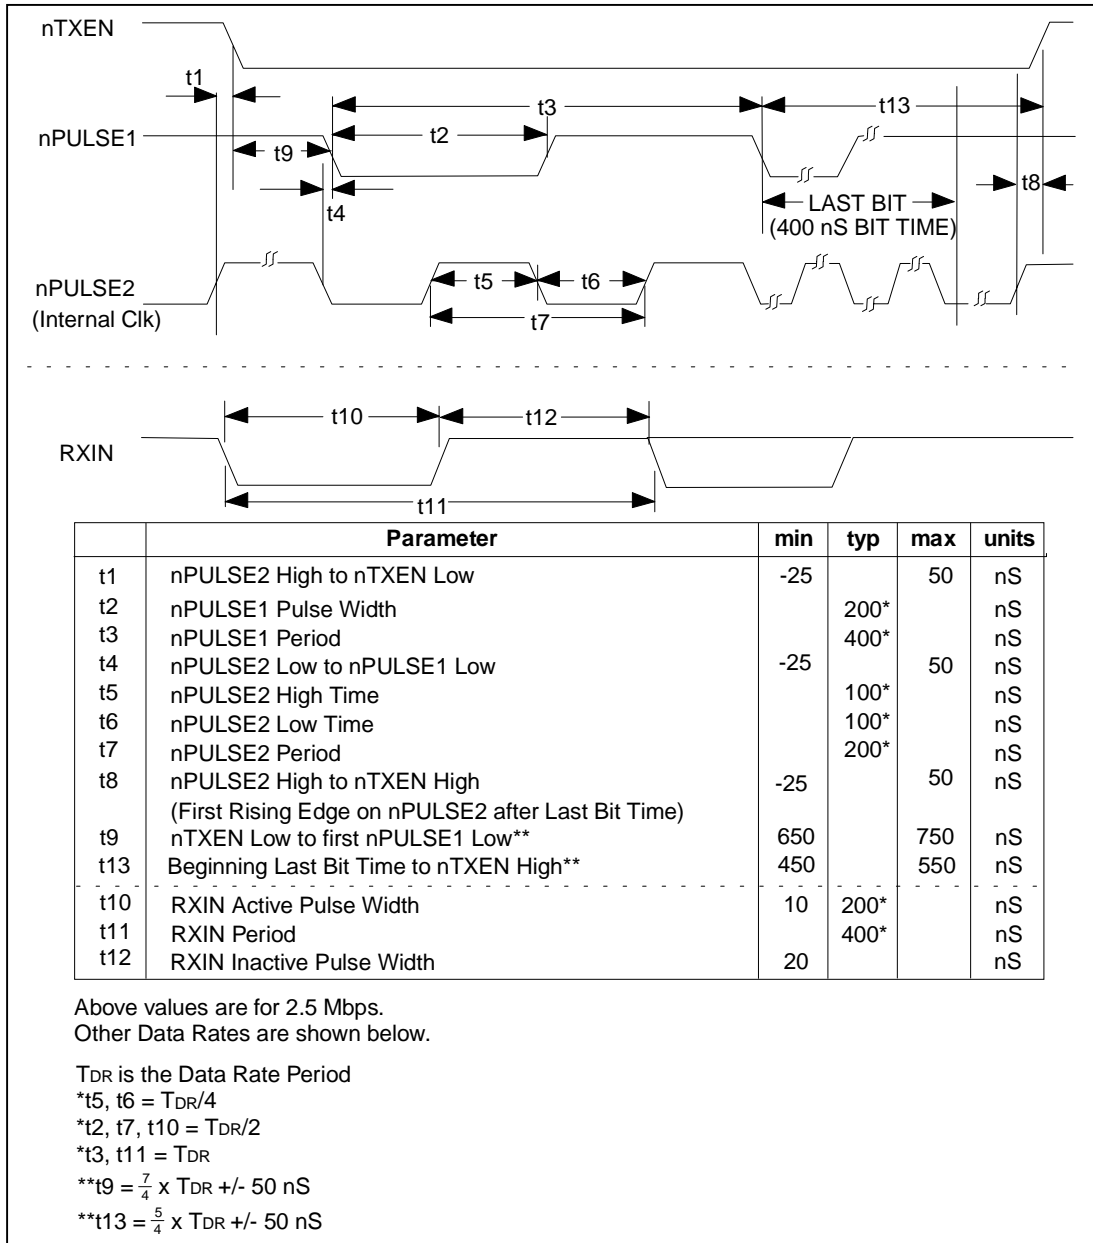 nTXEN
t1
t3
t13
nPULSE1
t2
t9
t8
t4
LAST BIT
(400 nS BIT TIME)
nPULSE2
(Internal Clk)
t5
t6
t7
t10
t12
RXIN
t11
Parameter min typ max units
t1 nPULSE2 High to nTXEN Low -25 50 nS
t2 nPULSE1 Pulse Width 200* nS
t3 nPULSE1 Period 400* nS
t4 nPULSE2 Low to nPULSE1 Low -25 50 nS
t5 nPULSE2 High Time 100* nS
t6 nPULSE2 Low Time 100* nS
t7 nPULSE2 Period 200* nS
t8 nPULSE2 High to nTXEN High -25 50 nS
(First Rising Edge on nPULSE2 after Last Bit Time)
t9 nTXEN Low to first nPULSE1 Low** 650 750 nS
t13 Beginning Last Bit Time to nTXEN High** 450 550 nS
t10 RXIN Active Pulse Width 10 200* nS
t11 RXIN Period 400* nS
t12 RXIN Inactive Pulse Width 20 nS
Above values are for 2.5 Mbps.
Other Data Rates are shown below.
TDR is the Data Rate Period
*t5, t6 = TDR/4
*t2, t7, t10 = TDR/2
*t3, t11 = TDR
**t9 = 7/4 x TDR +/- 50 nS
**t13 = 5/4 x TDR +/- 50 nS